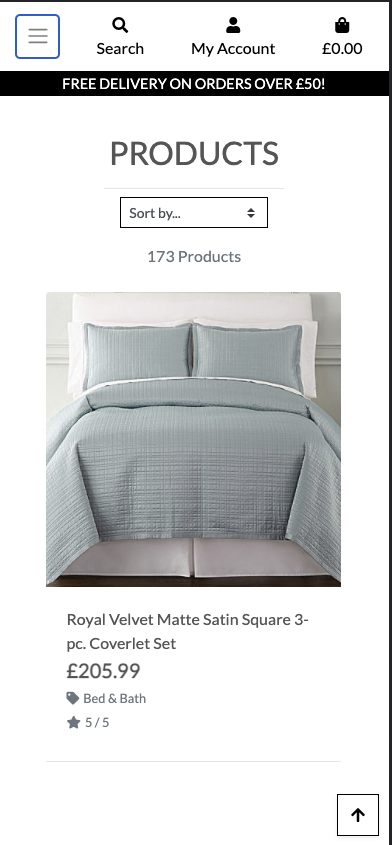 Search
My Account
£0.00
FREE DELIVERY ON ORDERS OVER £50!
PRODUCTS
Sort by...
173 Products
Royal Velvet Matte Satin Square 3-
pc. Coverlet Set
£205.99
Bed & Bath
5 / 5